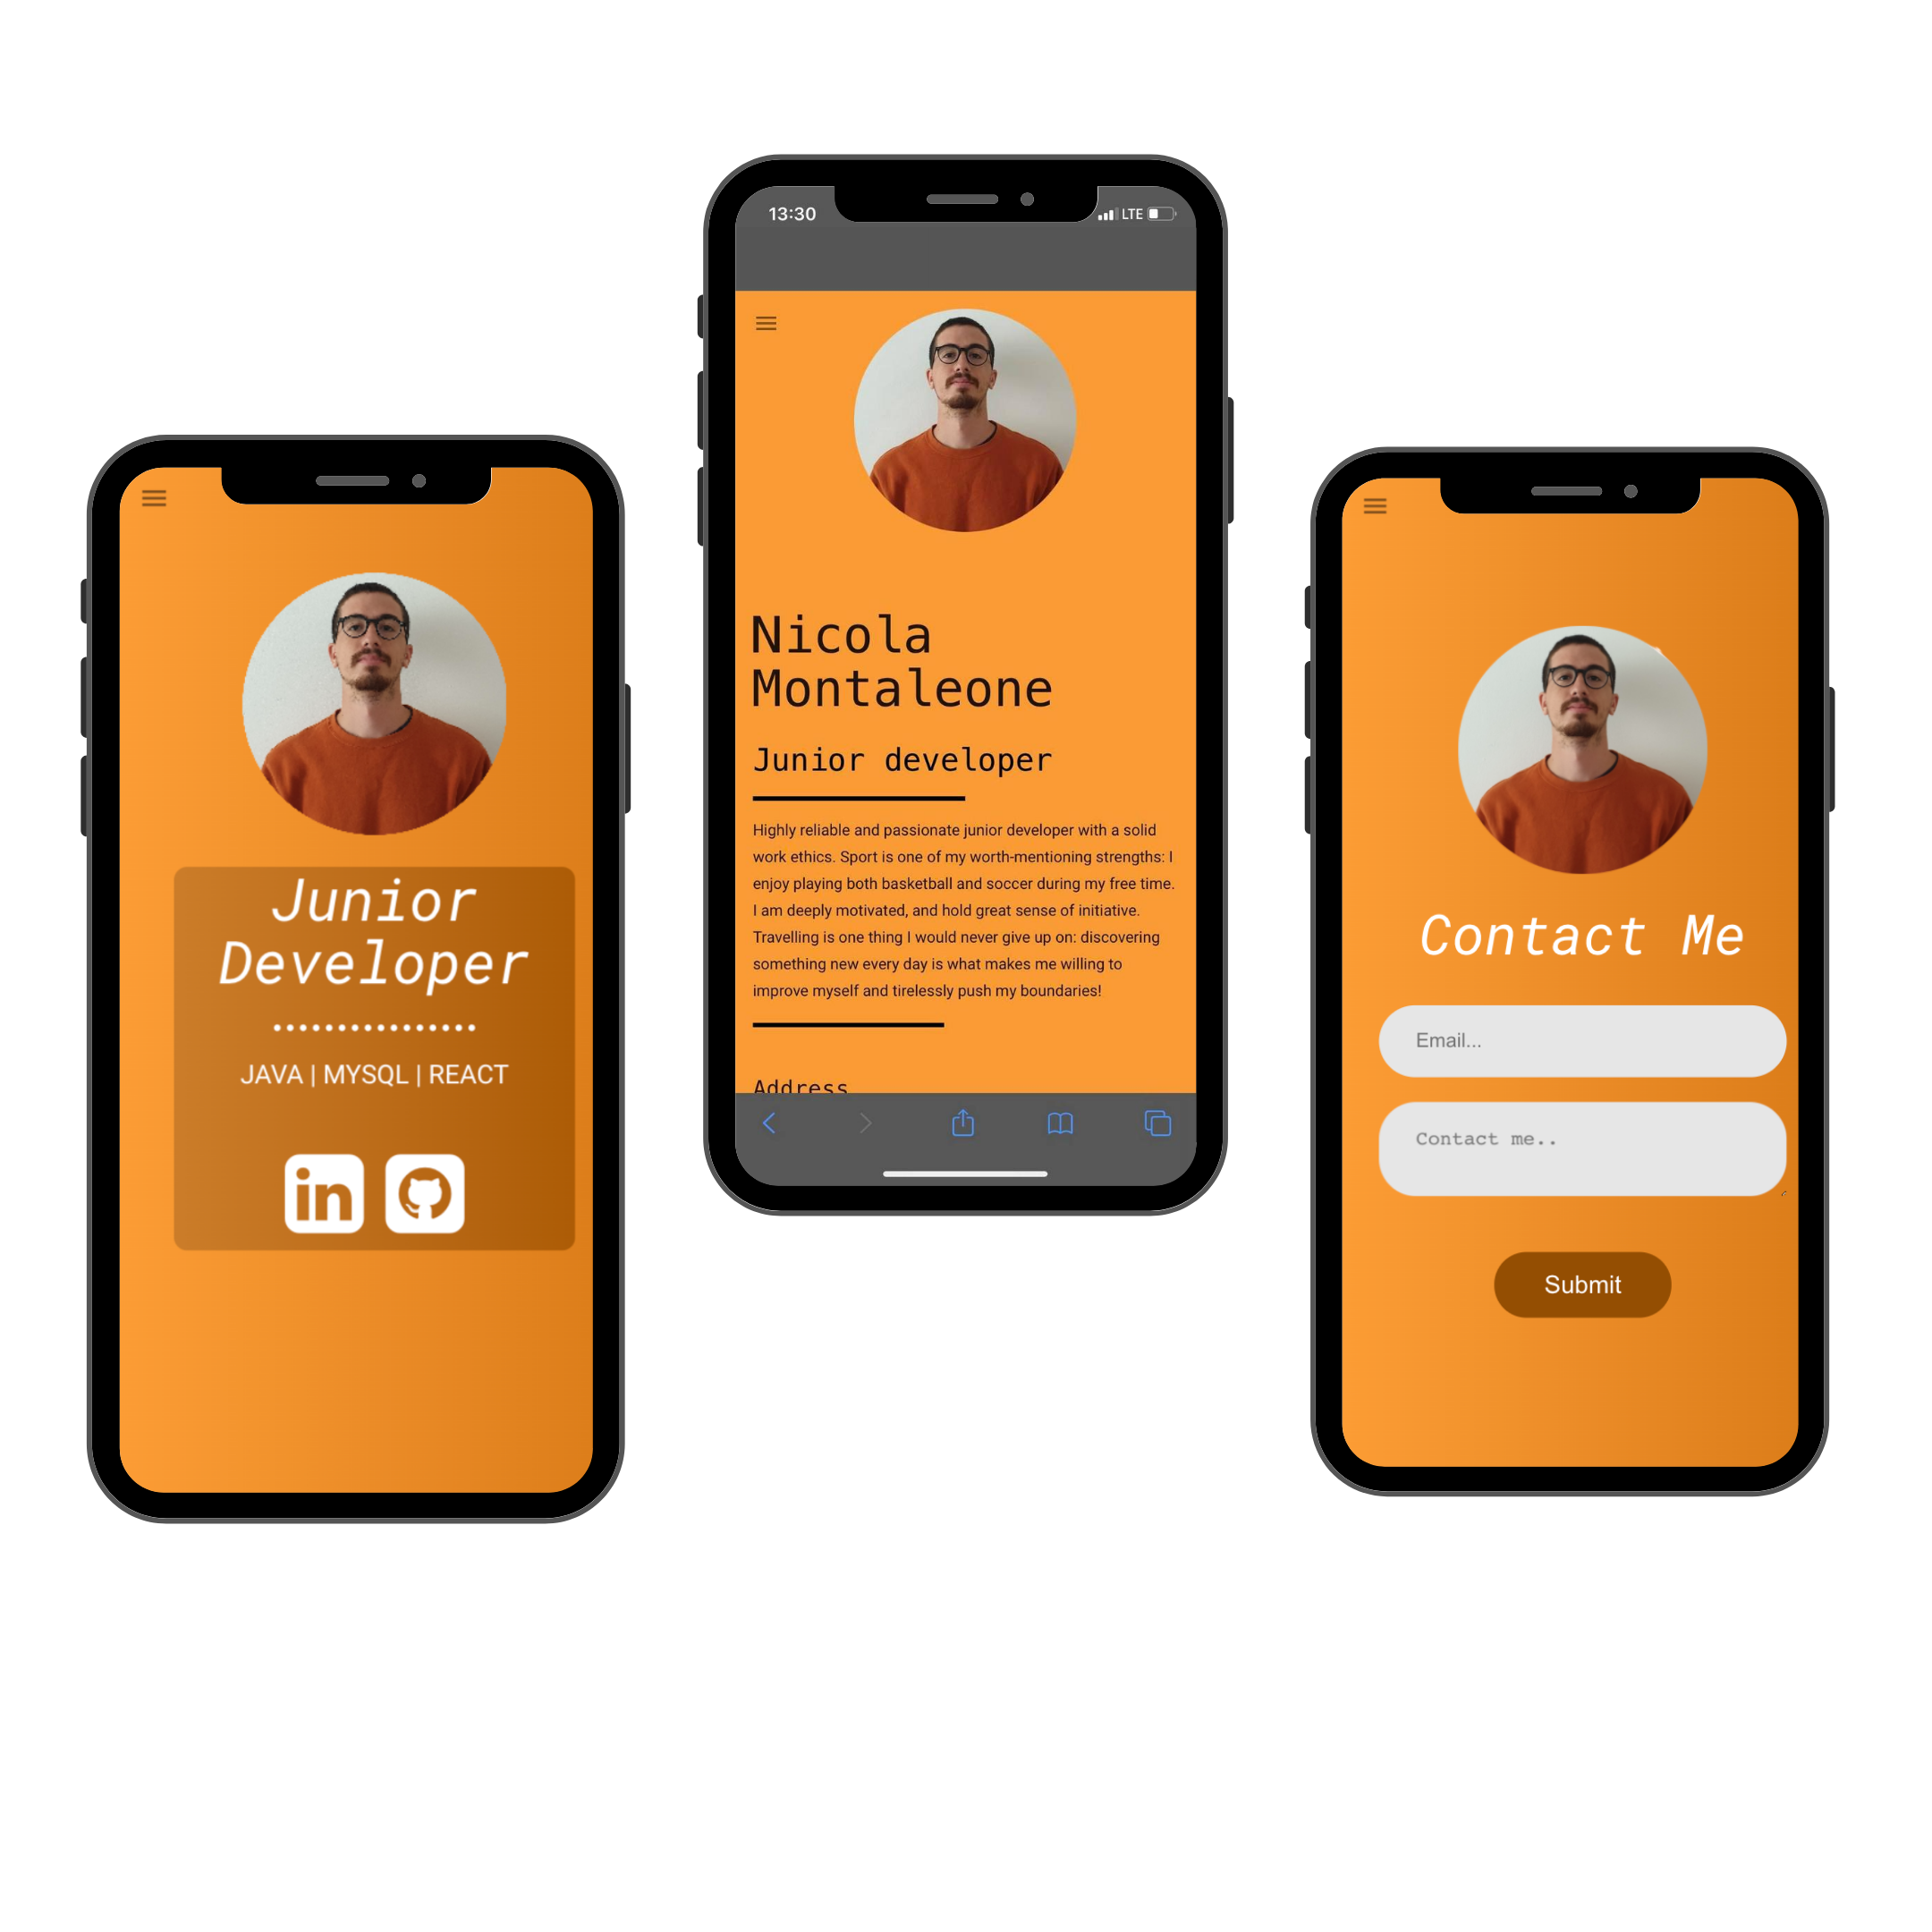 Junior
Developer
JAVA | MYSQL | REACT
in
13:30
LTE
Nicola
Montaleone
Junior developer
Highly reliable and passionate junior developer with a solid
work ethics. Sport is one of my worth-mentioning strengths: I
enjoy playing both basketball and soccer during my free time.
I am deeply motivated, and hold great sense of initiative.
Travelling is one thing I would never give up on: discovering
something new every day is what makes me willing to
improve myself and tirelessly push my boundaries!
Address
Contact Me
Email...
Contact me..
Submit